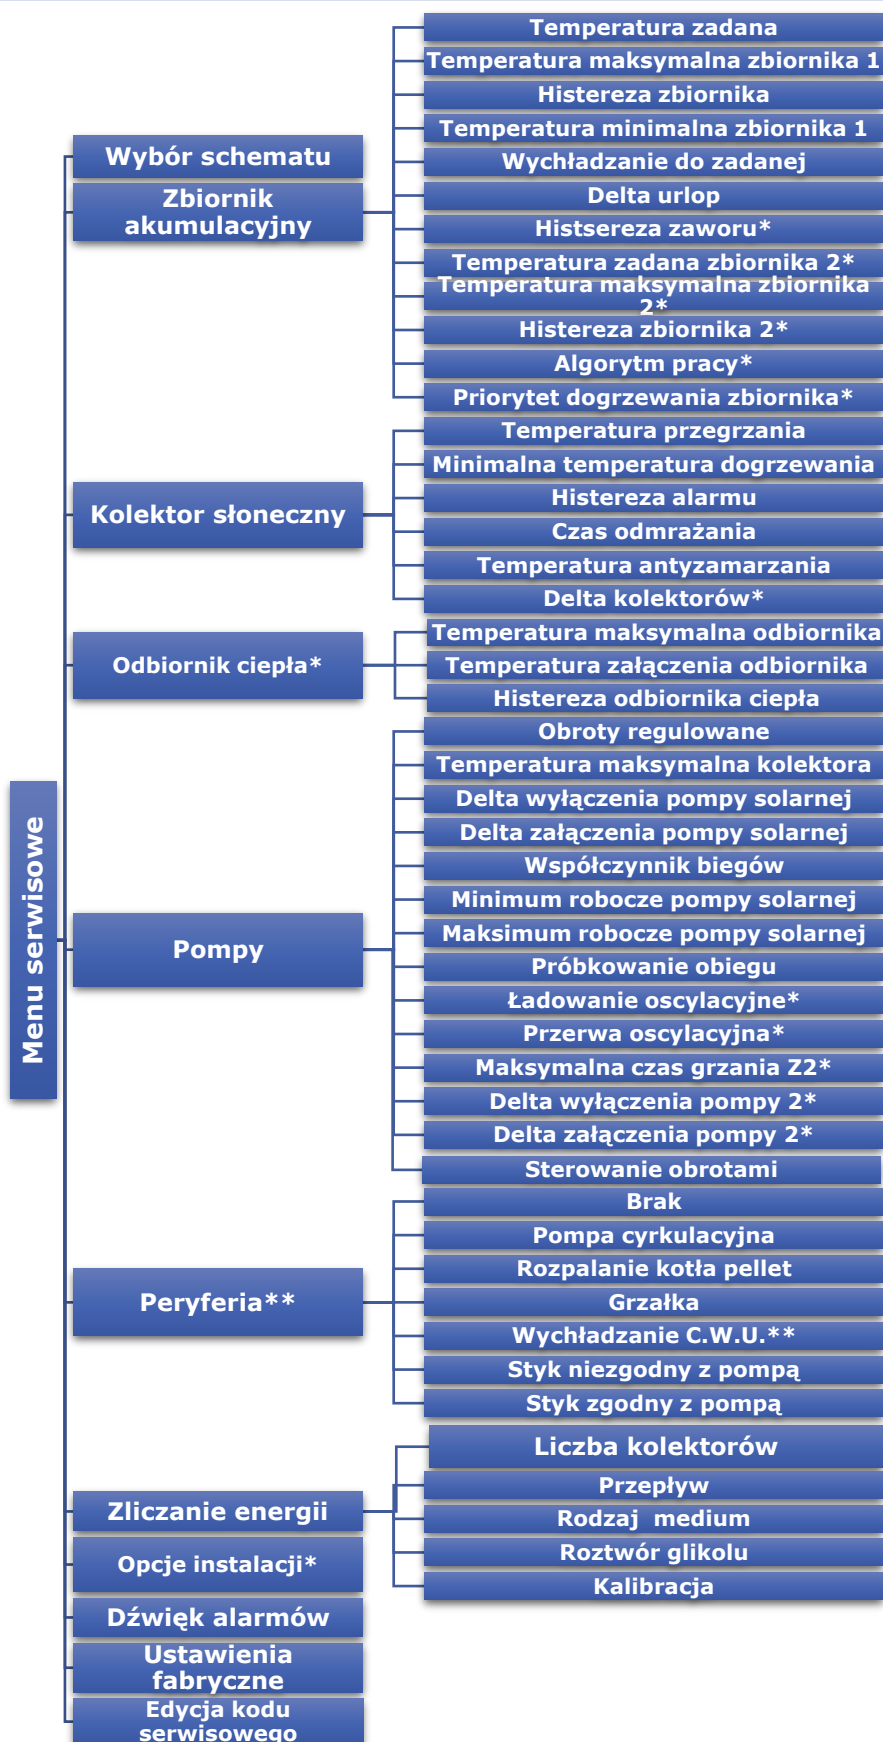 Menu serwisowe
Wybór schematu
Zbiornik
akumulacyjny
Temperatura zadana
Temperatura maksymalna zbiornika 1
Histereza zbiornika
Temperatura minimalna zbiornika 1
Wychładzanie do zadanej
Delta urlop
Histsereza zaworu*
Temperatura zadana zbiornika 2*
Temperatura maksymalna zbiornika
2*
Histereza zbiornika 2*
Algorytm pracy*
Priorytet dogrzewania zbiornika*
Kolektor słoneczny
Temperatura przegrzania
Minimalna temperatura dogrzewania
Histereza alarmu
Czas odmrażania
Temperatura antyzamarzania
Delta kolektorów*
Odbiornik ciepła*
Temperatura maksymalna odbiornika
Temperatura załączenia odbiornika
Histereza odbiornika ciepła
Pompy
Obroty regulowane
Temperatura maksymalna kolektora
Delta wyłączenia pompy solarnej
Delta załączenia pompy solarnej
Współczynnik biegów
Minimum robocze pompy solarnej
Maksimum robocze pompy solarnej
Próbkowanie obiegu
Ładowanie oscylacyjne*
Przerwa oscylacyjna*
Maksymalna czas grzania Z2*
Delta wyłączenia pompy 2*
Delta załączenia pompy 2*
Sterowanie obrotami
Peryferia**
Brak
Pompa cyrkulacyjna
Rozpalanie kotła pellet
Grzałka
Wychładzanie C.W.U.**
Styk niezgodny z pompą
Styk zgodny z pompą
Zliczanie energii
Liczba kolektorów
Przepływ
Rodzaj  medium
Roztwór glikolu
Kalibracja
Opcje instalacji*
Dźwięk alarmów
Ustawienia
fabryczne
Edycja kodu
serwisowego